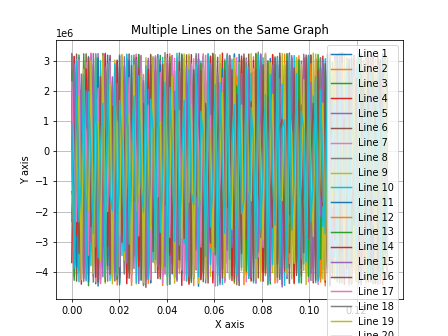 Multiple Lines on the Same Graph
1e6
3
2
1
0
−1
−2
−3
−4
Y axis
0.00
0.02
0.04
0.06
0.08
0.10
X axis
Line 1
Line 2
Line 3
Line 4
Line 5
Line 6
Line 7
Line 8
Line 9
Line 10
Line 11
Line 12
Line 13
Line 14
Line 15
Line 16
Line 17
Line 18
Line 19
Line 20